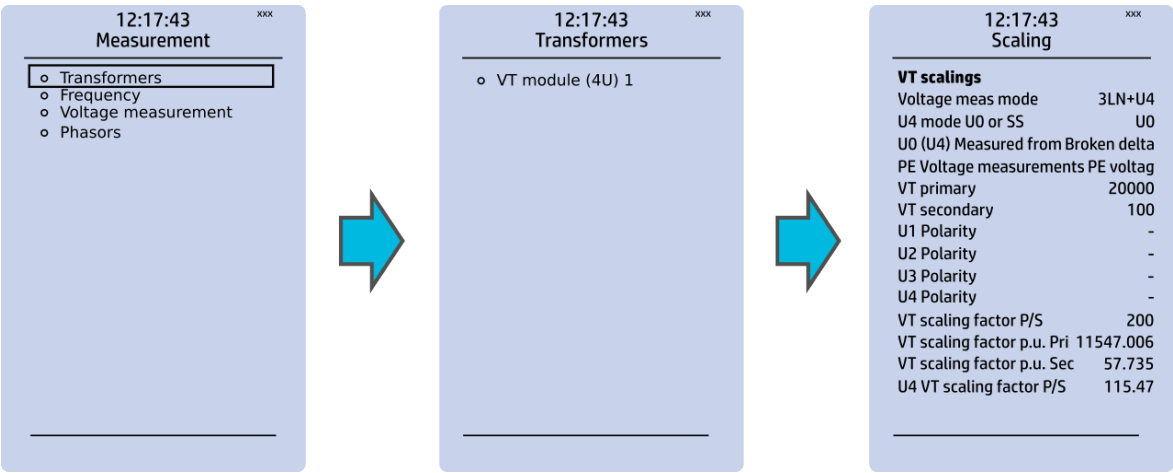 12:17:43 xxx
Measurement
Transformers
Frequency
Voltage measurement
Phasors
12:17:43 xxx
Transformers
VT module (4U) 1
12:17:43 xxx
Scaling
VT scalings
Voltage meas mode 3LN+U4
U4 mode U0 or SS U0
U0 (U4) Measured from Broken delta
PE Voltage measurements PE voltag
VT primary 20000
VT secondary 100
U1 Polarity -
U2 Polarity -
U3 Polarity -
U4 Polarity -
VT scaling factor P/S 200
VT scaling factor p.u. Pri 11547.006
VT scaling factor p.u. Sec 57.735
U4 VT scaling factor P/S 115.47